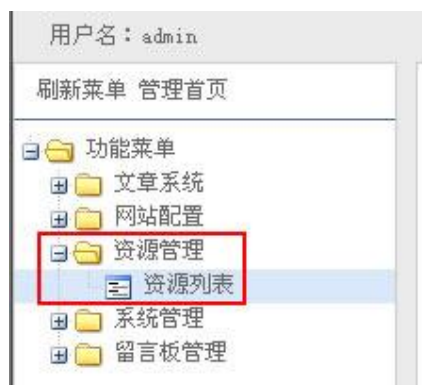 用户名：admin
刷新菜单 管理首页
功能菜单
文章系统
网站配置
资源管理
资源列表
系统管理
留言板管理